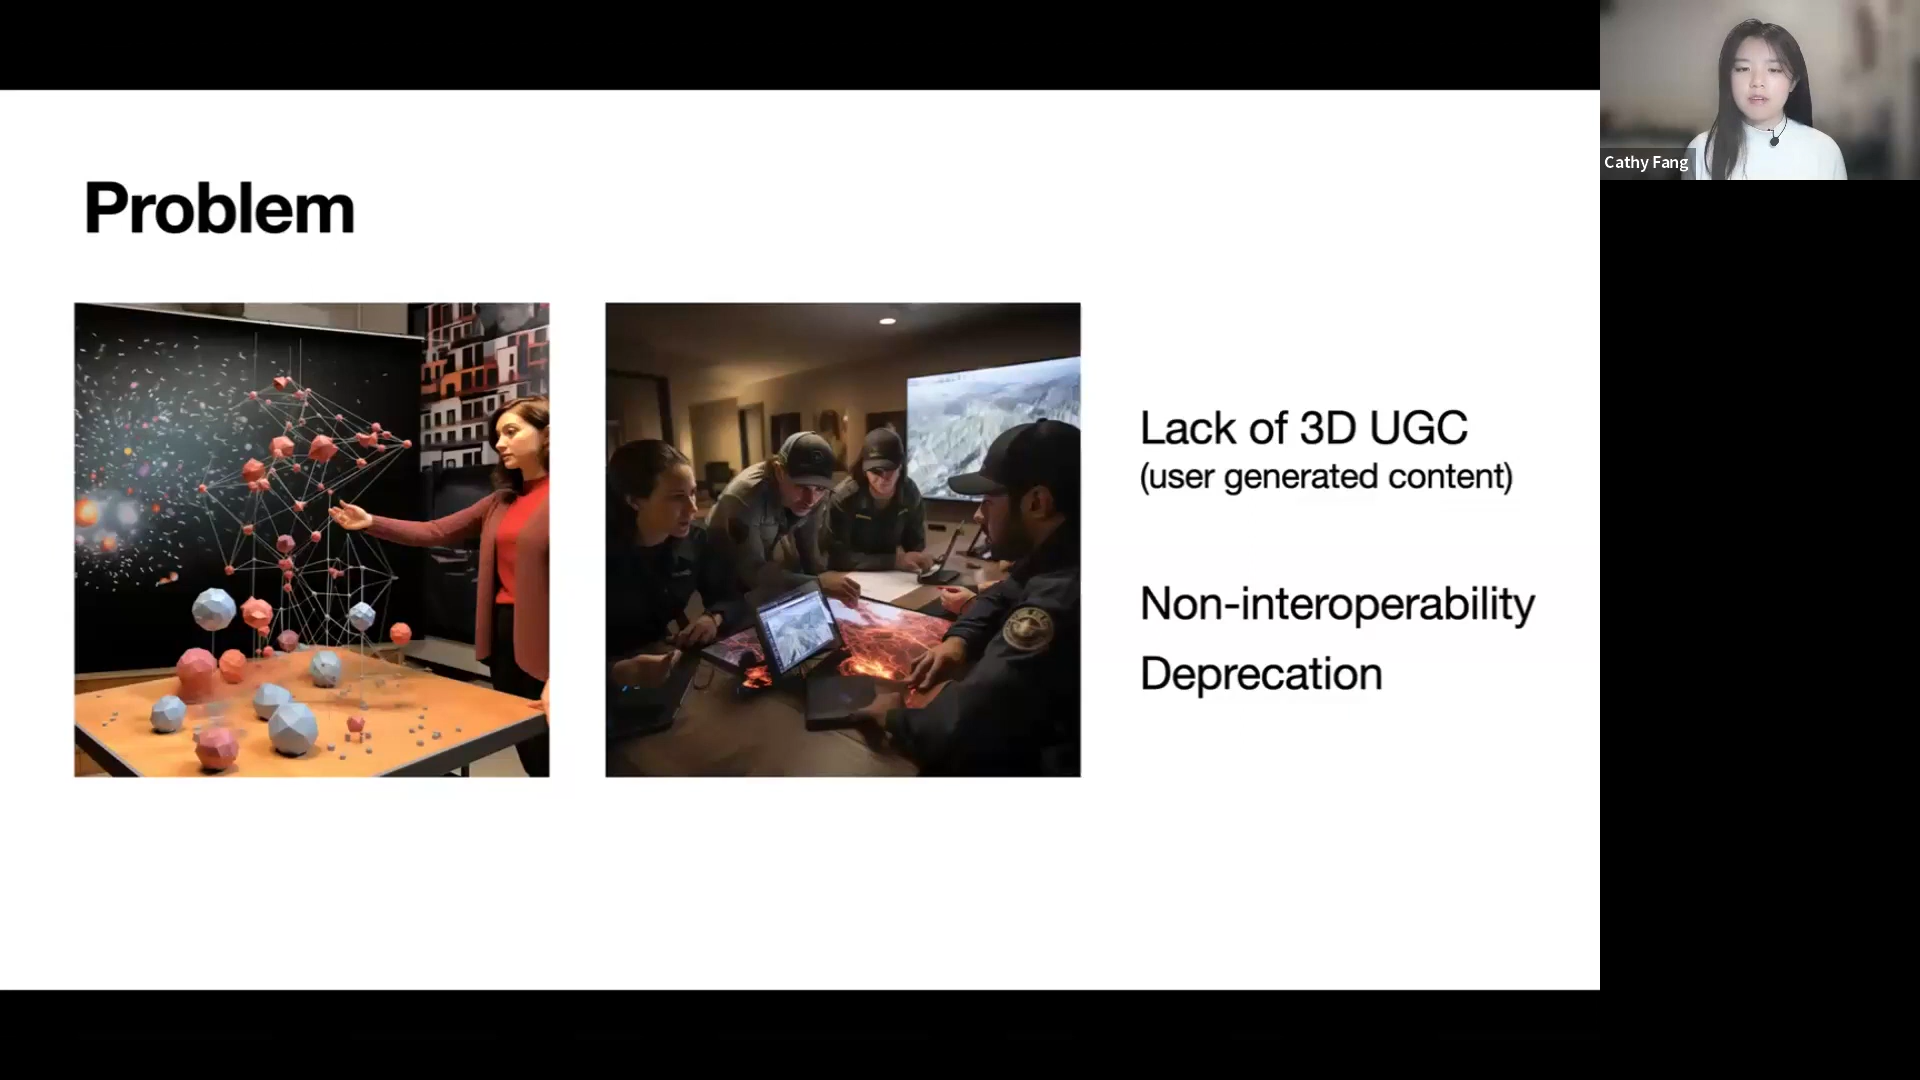 Problem
Lack of 3D UGC
(user generated content)
Non-interoperability
Deprecation
Cathy Fang